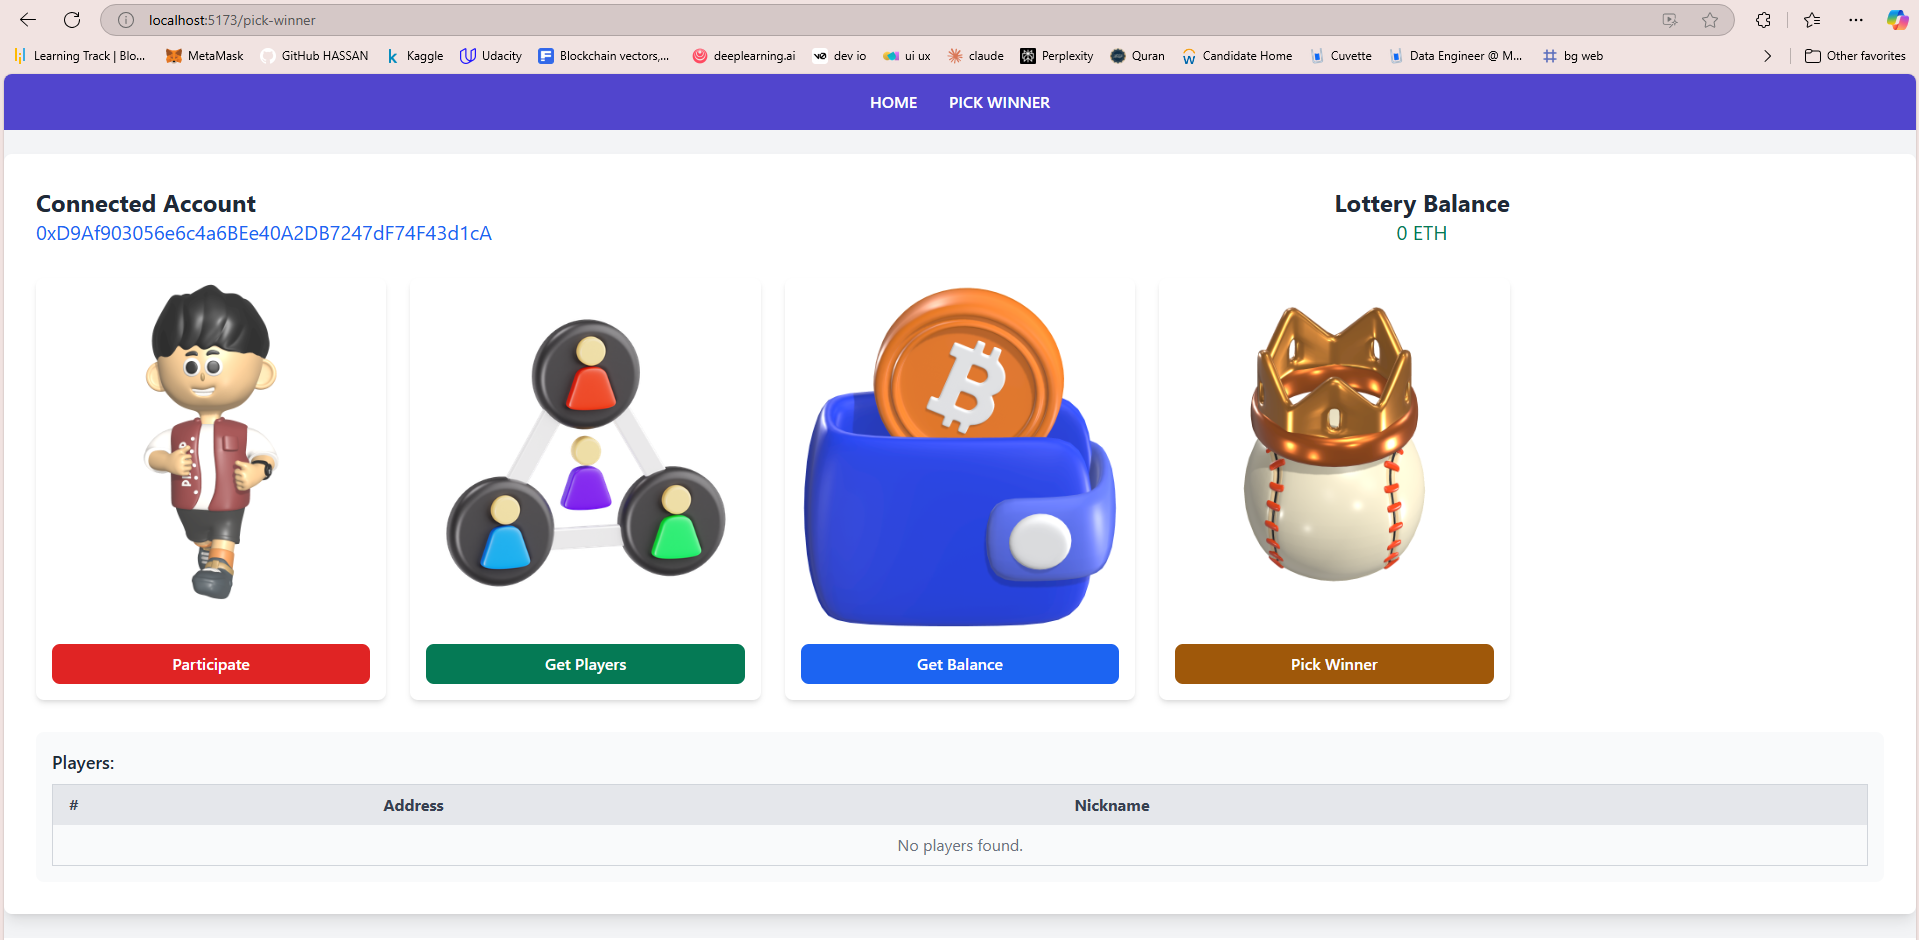 localhost:5173/pick-winner
Learning Track | Blo... MetaMask GitHub HASSAN Kaggle Udacity Blockchain vectors,... deeplearning.ai dev io ui ux claude Perplexity Quran Candidate Home Cuvette Data Engineer @ M... bg web Other favorites
HOME PICK WINNER
Connected Account
0xD9Af903056e6c4a6BEe40A2DB7247dF74F43d1cA
Lottery Balance
0 ETH
Participate
Get Players
Get Balance
Pick Winner
Players:
# Address Nickname
No players found.